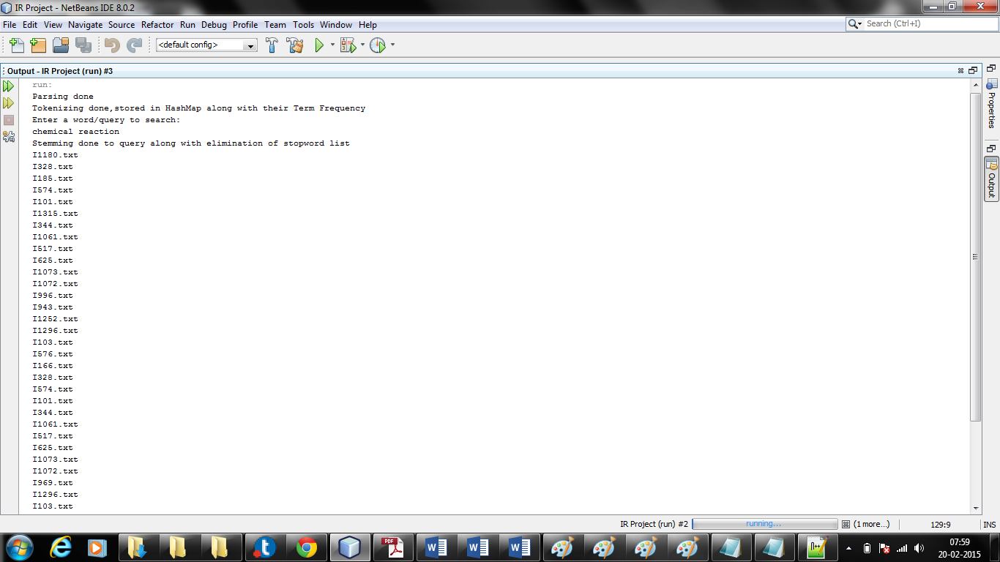 IR Project - NetBeans IDE 8.0.2
File Edit View Navigate Source Refactor Run Debug Profile Team Tools Window Help
Search (Ctrl+I)
<default config>
Output - IR Project (run) #3
run:
Parsing done
Tokenizing done,stored in HashMap along with their Term Frequency
Enter a word/query to search:
chemical reaction
Stemming done to query along with elimination of stopword list
I1180.txt
I328.txt
I185.txt
I574.txt
I101.txt
I1315.txt
I344.txt
I1061.txt
I517.txt
I625.txt
I1073.txt
I1072.txt
I996.txt
I943.txt
I1252.txt
I1296.txt
I103.txt
I576.txt
I166.txt
I328.txt
I574.txt
I101.txt
I344.txt
I1061.txt
I517.txt
I625.txt
I1073.txt
I1072.txt
I969.txt
I1296.txt
I103.txt
Properties
Output
IR Project (run) #2
running...
(1 more...)
129:9
INS
PDF
07:59
20-02-2015